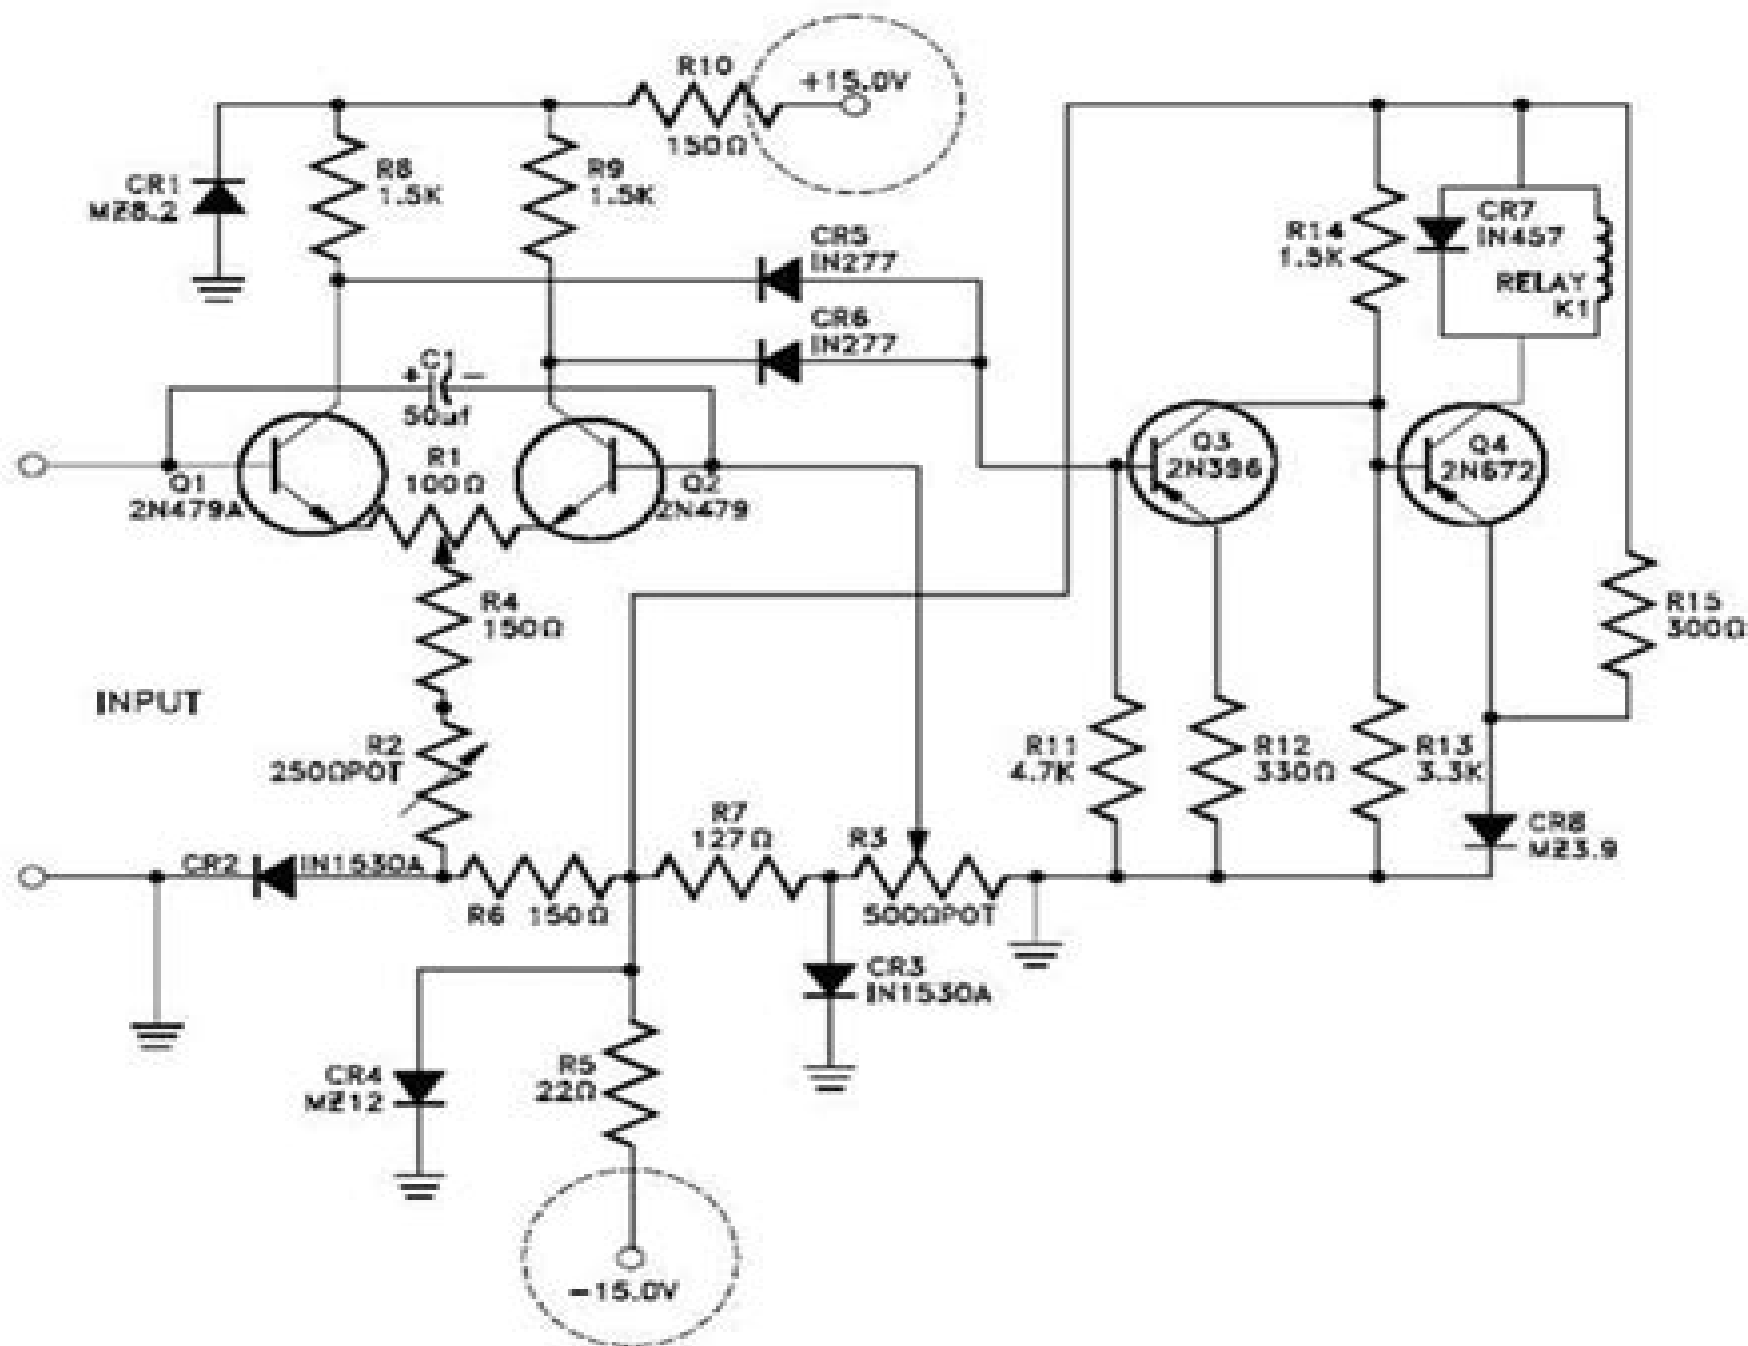 R10
+15.0V
150Ω
CR1
MZ8.2
R8
1.5K
R9
1.5K
CR5
IN277
CR6
IN277
CR7
IN457
R14
1.5K
RELAY
K1
+ C1 −
50uf
Q1
2N479A
R1
100Ω
Q2
2N479
Q3
2N396
Q4
R4
150Ω
R15
300Ω
INPUT
R2
250ΩPOT
R11
4.7K
R12
330Ω
R13
3.3K
R7
127Ω
R3
CR8
MZ3.9
CR2
IN1530A
R6 150Ω
500ΩPOT
CR3
IN1530A
CR4
MZ12
R5
22Ω
−15.0V